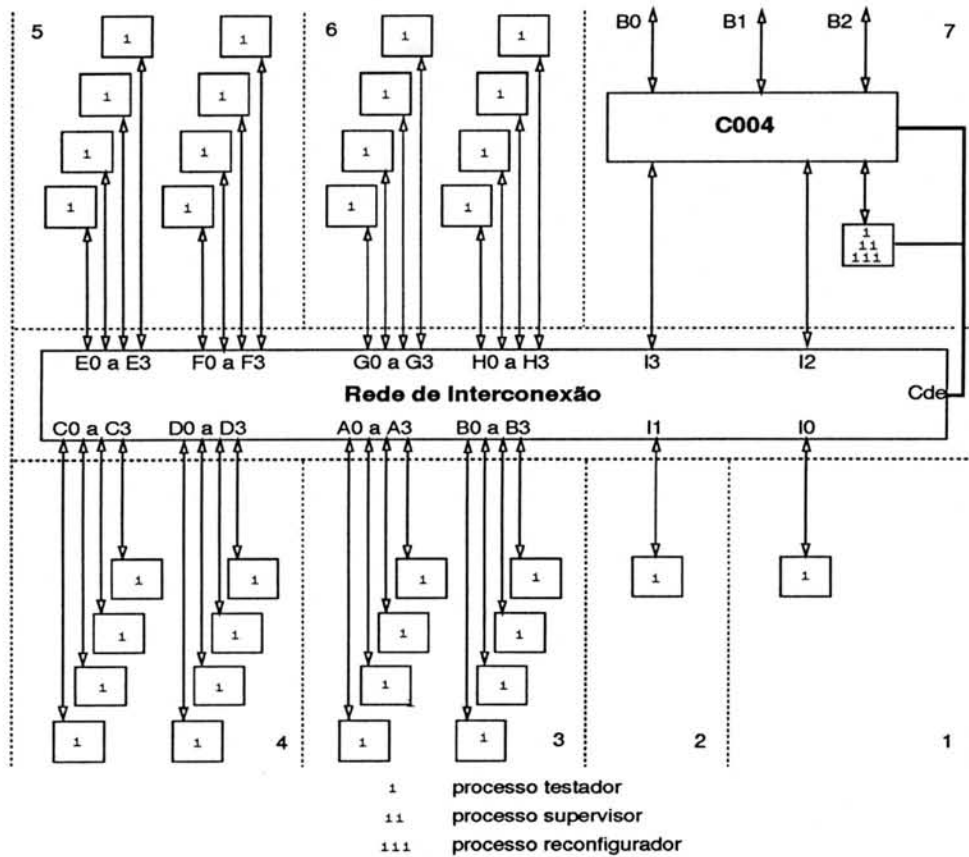 5
6
B0 B1 B2 7
C004
i i i i
i i i i
i i i i
i i i i
i
ii
iii
E0 a E3 F0 a F3 G0 a G3 H0 a H3 I3 I2
Rede de Interconexão
Cde
C0 a C3 D0 a D3 A0 a A3 B0 a B3 I1 I0
i i i i i i
i i i i
i i i i
i i i i
4 3 2 1
i processo testador
ii processo supervisor
iii processo reconfigurador